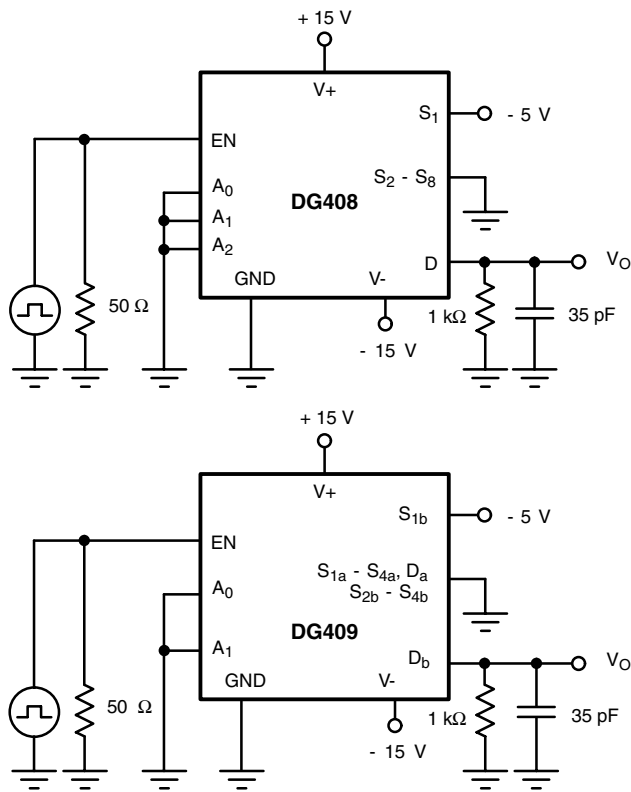 + 15 V
V+
S1
- 5 V
EN
S2 - S8
A0
DG408
A1
A2
D
VO
GND
V-
50 Ω
1 kΩ
35 pF
- 15 V
+ 15 V
V+
S1b
- 5 V
EN
S1a - S4a, Da
A0
S2b - S4b
DG409
A1
Db
VO
GND
V-
50 Ω
1 kΩ
35 pF
- 15 V